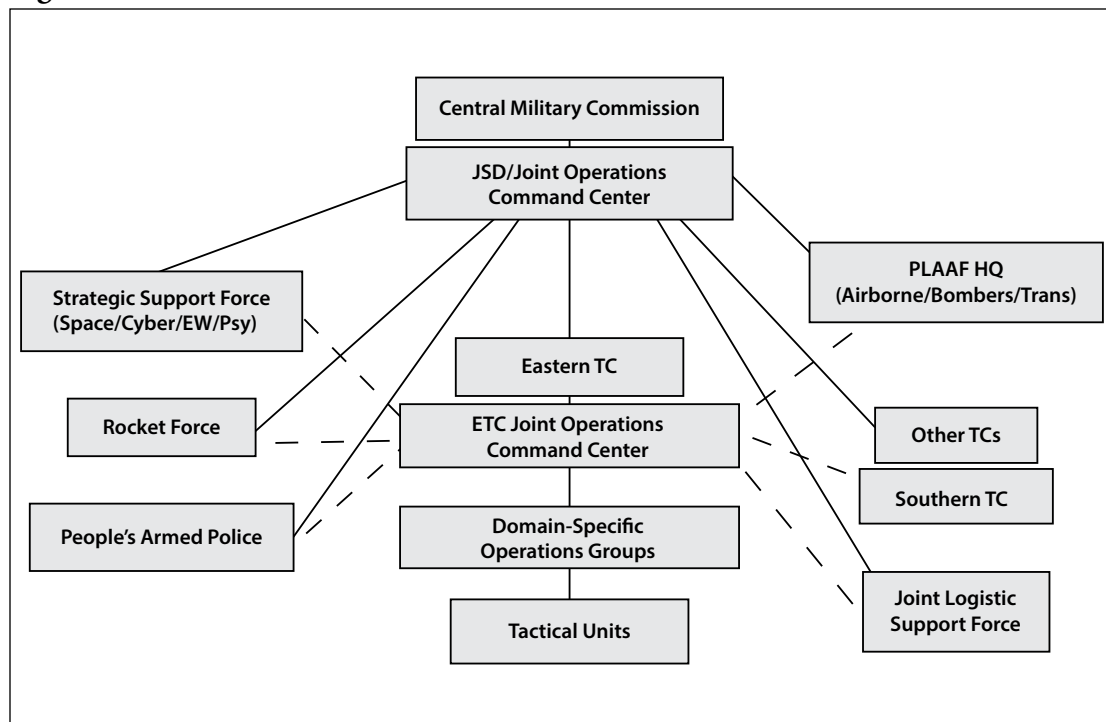 Central Military Commission
JSD/Joint Operations
Command Center
PLAAF HQ
(Airborne/Bombers/Trans)
Strategic Support Force
(Space/Cyber/EW/Psy)
Eastern TC
Rocket Force
ETC Joint Operations
Command Center
Other TCs
Southern TC
People's Armed Police
Domain-Specific
Operations Groups
Joint Logistic
Support Force
Tactical Units